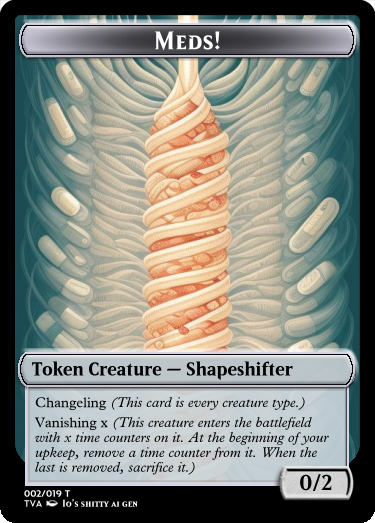 Meds!
Token Creature — Shapeshifter
Changeling (This card is every creature type.)
Vanishing x (This creature enters the battlefield
with x time counters on it. At the beginning of your
upkeep, remove a time counter from it. When the
last is removed, sacrifice it.)
0/2
002/019 T
TVA Io's shitty ai gen